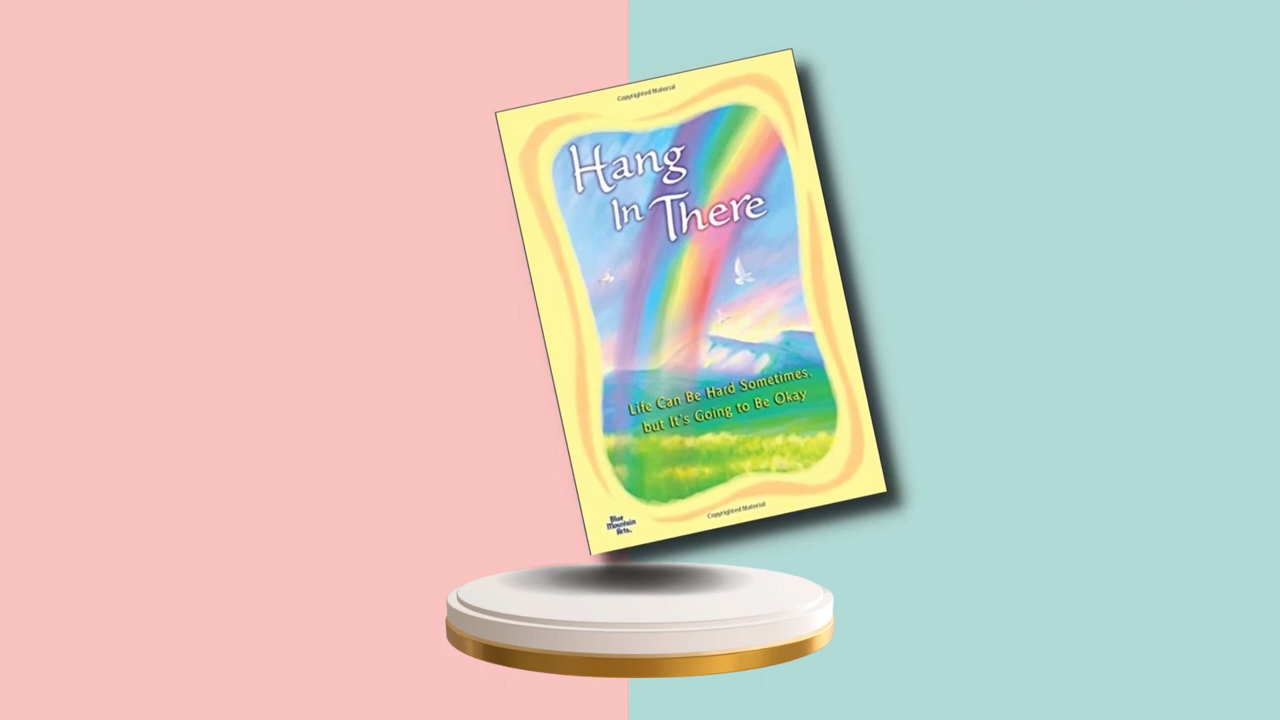 Copyrighted Material
Hang
In There
Life Can Be Hard Sometimes,
but It's Going to Be Okay
Blue
Mountain
Arts.
Copyrighted Material